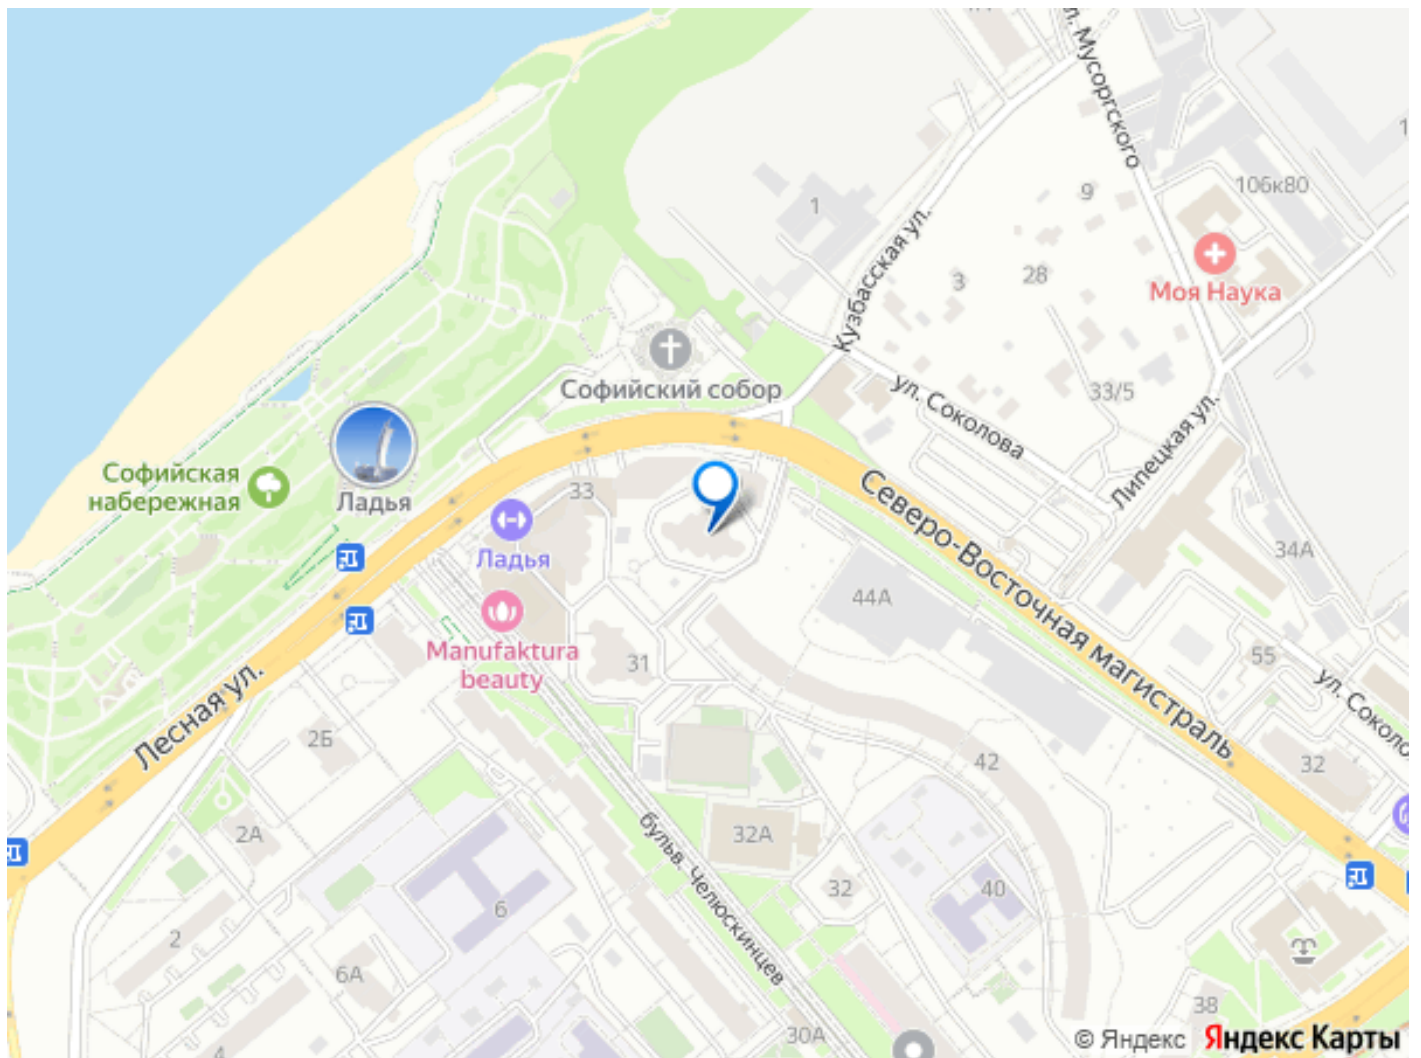 ул. Мусоргского
106к80
9
1
Моя Наука
Кузбасская ул.
28
3
Софийский собор
33/5
ул. Соколова
Липецкая ул.
Софийская
набережная
Ладья
33
Ладья
Северо-Восточная магистраль
34А
44А
Manufaktura
beauty
31
55
ул. Соколо
Лесная ул.
2Б
42
32
2А
32А
бульв. Челюскинцев
32
40
6
2
6А
38
30А
4
© Яндекс Яндекс Карты